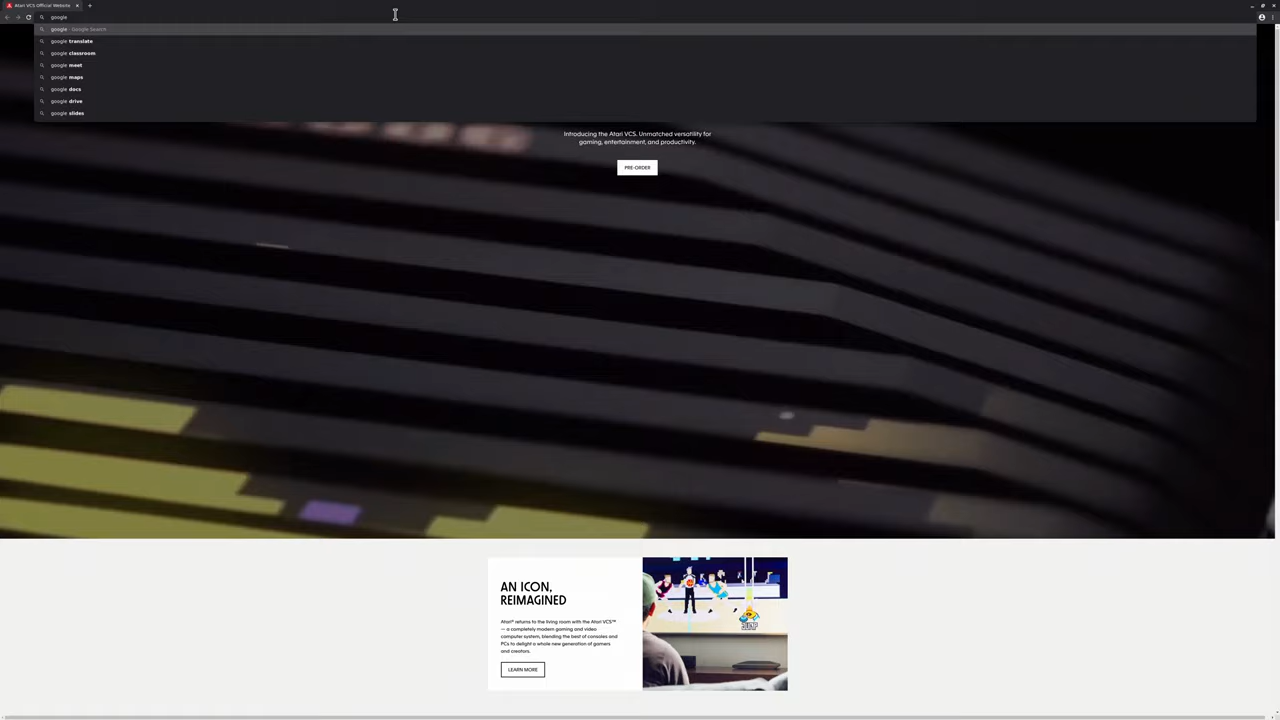 Atari VCS Official Website
google
google - Google Search
google translate
google classroom
google meet
google maps
google docs
google drive
google slides
Introducing the Atari VCS. Unmatched versatility for
gaming, entertainment, and productivity.
PRE-ORDER
AN ICON,
REIMAGINED
Atari® returns to the living room with the Atari VCS™
— a completely modern gaming and video
computer system, blending the best of consoles and
PCs to delight a whole new generation of gamers
and creators.
LEARN MORE